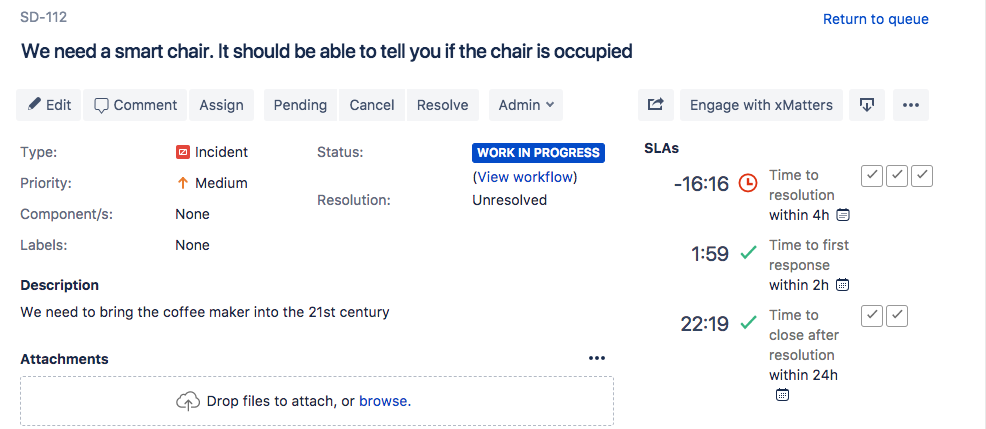 SD-112
Return to queue
We need a smart chair. It should be able to tell you if the chair is occupied
Edit Comment Assign Pending Cancel Resolve Admin Engage with xMatters
Type: Incident
Status: WORK IN PROGRESS
(View workflow)
Priority: Medium
Resolution: Unresolved
Component/s: None
Labels: None
SLAs
-16:16 Time to
resolution
within 4h
1:59 Time to first
response
within 2h
22:19 Time to
close after
resolution
within 24h
Description
We need to bring the coffee maker into the 21st century
Attachments
Drop files to attach, or browse.